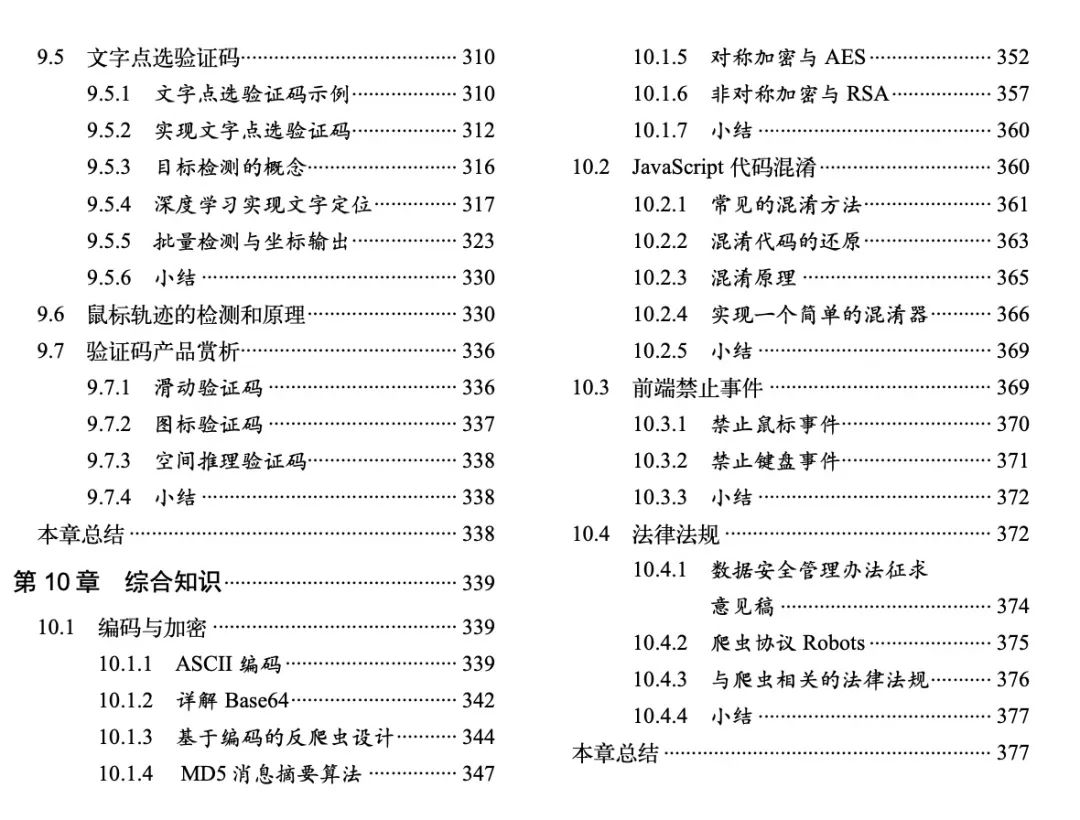 9.5 文字点选验证码 310
9.5.1 文字点选验证码示例 310
9.5.2 实现文字点选验证码 312
9.5.3 目标检测的概念 316
9.5.4 深度学习实现文字定位 317
9.5.5 批量检测与坐标输出 323
9.5.6 小结 330
9.6 鼠标轨迹的检测和原理 330
9.7 验证码产品赏析 336
9.7.1 滑动验证码 336
9.7.2 图标验证码 337
9.7.3 空间推理验证码 338
9.7.4 小结 338
本章总结 338
第 10 章 综合知识 339
10.1 编码与加密 339
10.1.1 ASCII 编码 339
10.1.2 详解 Base64 342
10.1.3 基于编码的反爬虫设计 344
10.1.4 MD5 消息摘要算法 347
10.1.5 对称加密与 AES 352
10.1.6 非对称加密与 RSA 357
10.1.7 小结 360
10.2 JavaScript 代码混淆 360
10.2.1 常见的混淆方法 361
10.2.2 混淆代码的还原 363
10.2.3 混淆原理 365
10.2.4 实现一个简单的混淆器 366
10.2.5 小结 369
10.3 前端禁止事件 369
10.3.1 禁止鼠标事件 370
10.3.2 禁止键盘事件 371
10.3.3 小结 372
10.4 法律法规 372
10.4.1 数据安全管理办法征求
意见稿 374
10.4.2 爬虫协议 Robots 375
10.4.3 与爬虫相关的法律法规 376
10.4.4 小结 377
本章总结 377